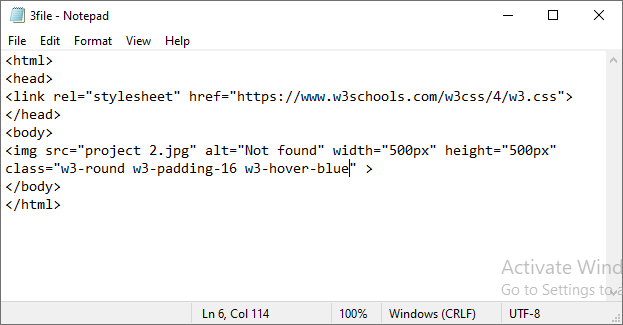 3file - Notepad
File Edit Format View Help
<html>
<head>
<link rel="stylesheet" href="https://www.w3schools.com/w3css/4/w3.css">
</head>
<body>
<img src="project 2.jpg" alt="Not found" width="500px" height="500px"
class="w3-round w3-padding-16 w3-hover-blue" >
</body>
</html>
Activate Wind
Go to Settings to a
Ln 6, Col 114 100% Windows (CRLF) UTF-8